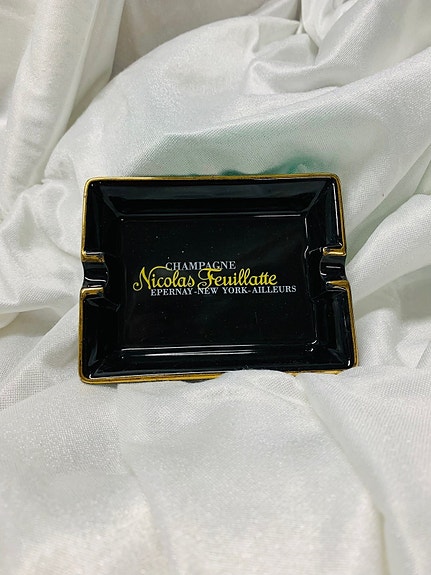 CHAMPAGNE
Nicolas Feuillatte
EPERNAY-NEW YORK-AILLEURS